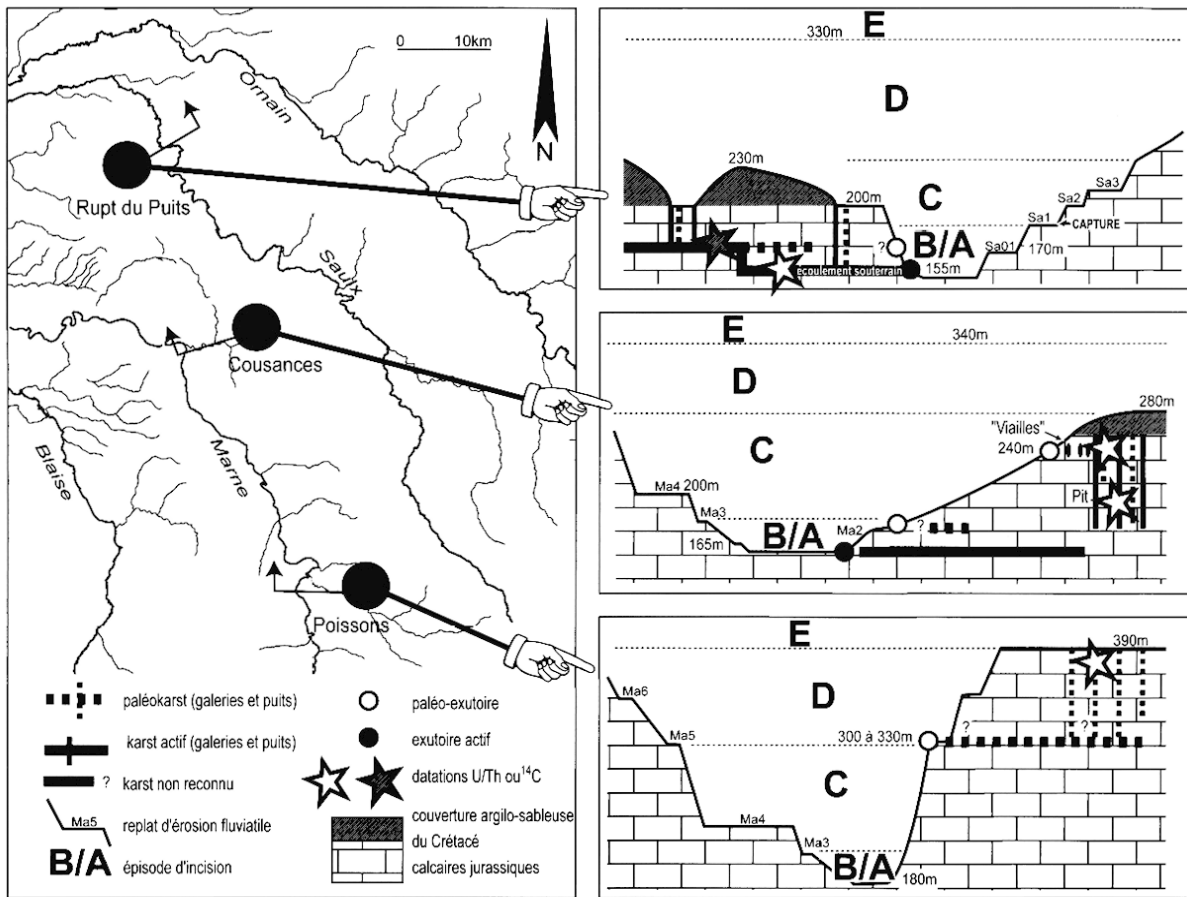 0 10km
N
Ornain
Rupt du Puits
Saulx
Cousances
Blaise
Marne
Poissons
paléokarst (galeries et puits)
karst actif (galeries et puits)
? karst non reconnu
Ma5 replat d'érosion fluviatile
B/A épisode d'incision
paléo-exutoire
exutoire actif
datations U/Th ou 14C
couverture argilo-sableuse
du Crétacé
calcaires jurassiques
E
330m
D
230m
200m
C
Sa3
Sa2
Sa1
CAPTURE
?
B/A
Sa01
170m
écoulement souterrain
155m
E
340m
D
280m
"Viailles"
240m
C
Ma4 200m
Pit
Ma3
?
B/A
Ma2
165m
E
390m
Ma6
D
? ?
Ma5
300 à 330m
C
Ma4
Ma3
B/A
180m